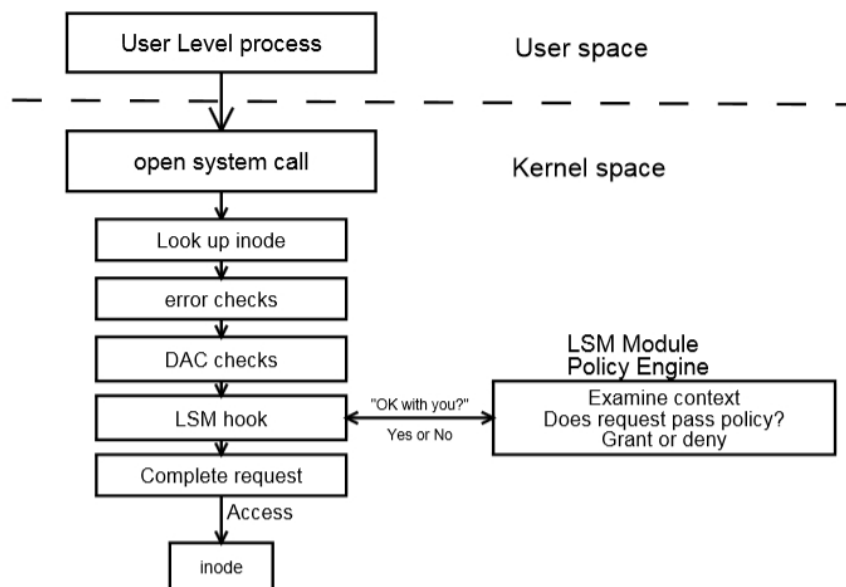 User Level process
User space
open system call
Kernel space
Look up inode
error checks
DAC checks
LSM Module
Policy Engine
LSM hook
"OK with you?"
Yes or No
Examine context
Does request pass policy?
Grant or deny
Complete request
Access
inode